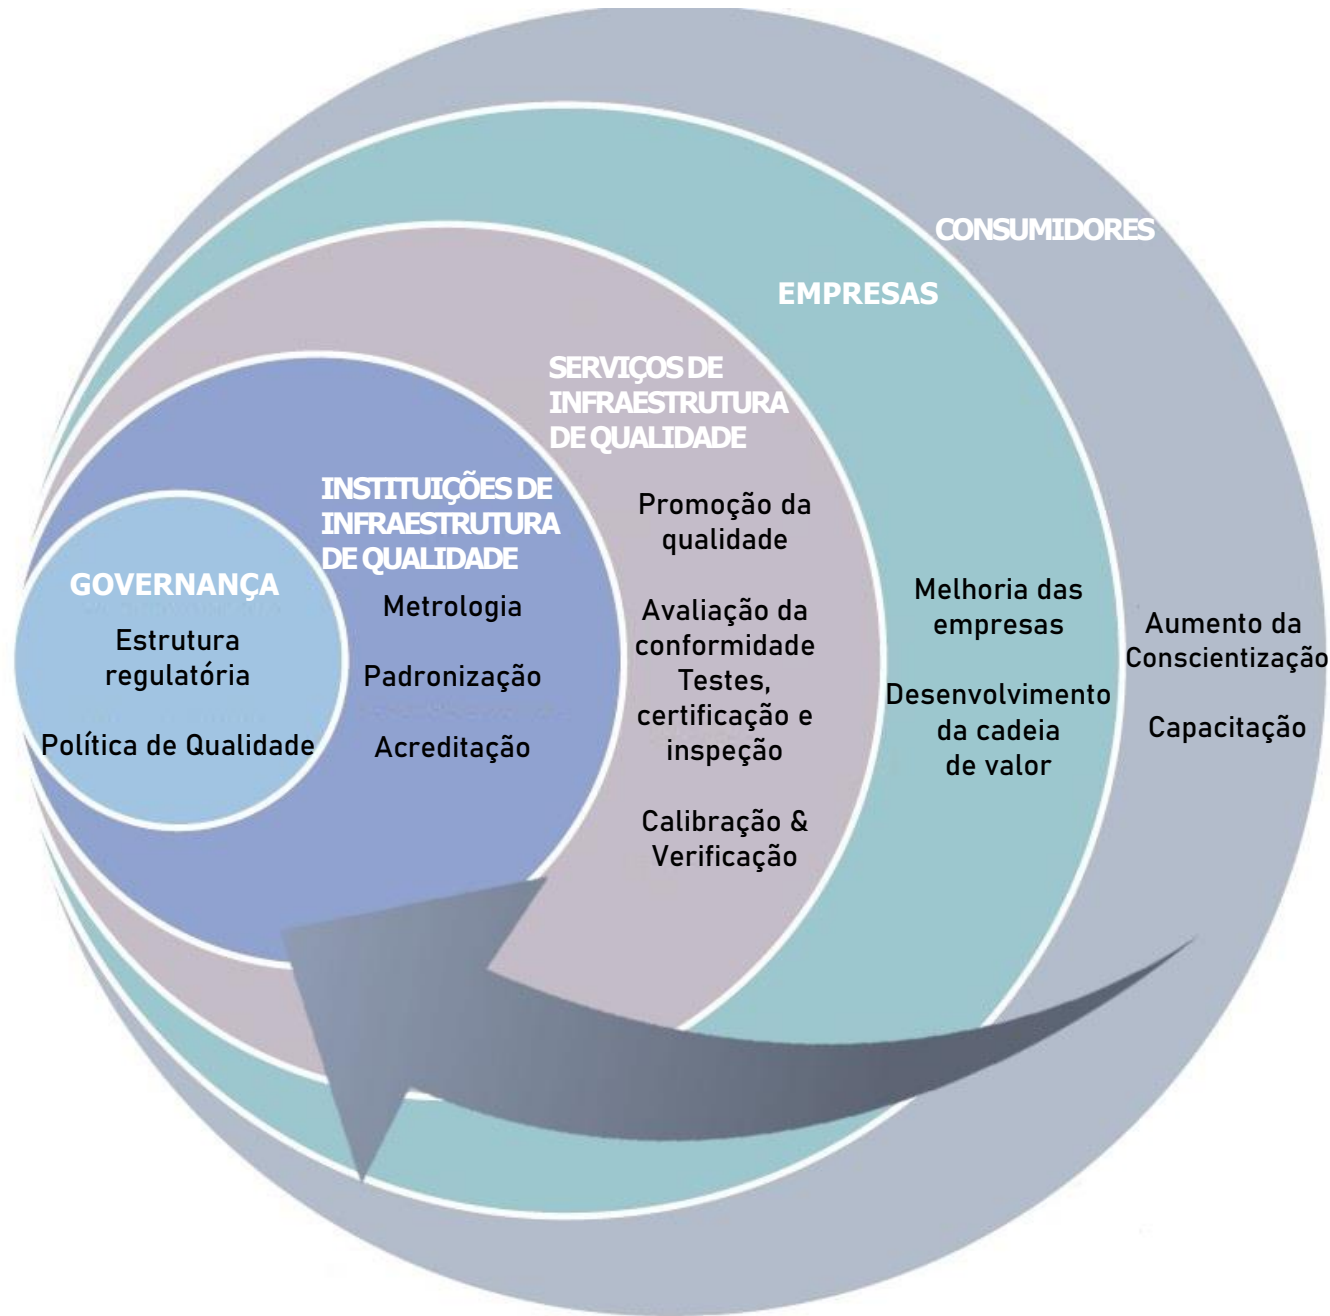 CONSUMIDORES
EMPRESAS
SERVIÇOS DE
INFRAESTRUTURA
DE QUALIDADE
INSTITUIÇÕES DE
INFRAESTRUTURA
DE QUALIDADE
GOVERNANÇA
Estrutura
regulatória
Política de Qualidade
Metrologia
Padronização
Acreditação
Promoção da
qualidade
Avaliação da
conformidade
Testes,
certificação e
inspeção
Calibração &
Verificação
Melhoria das
empresas
Desenvolvimento
da cadeia
de valor
Aumento da
Conscientização
Capacitação